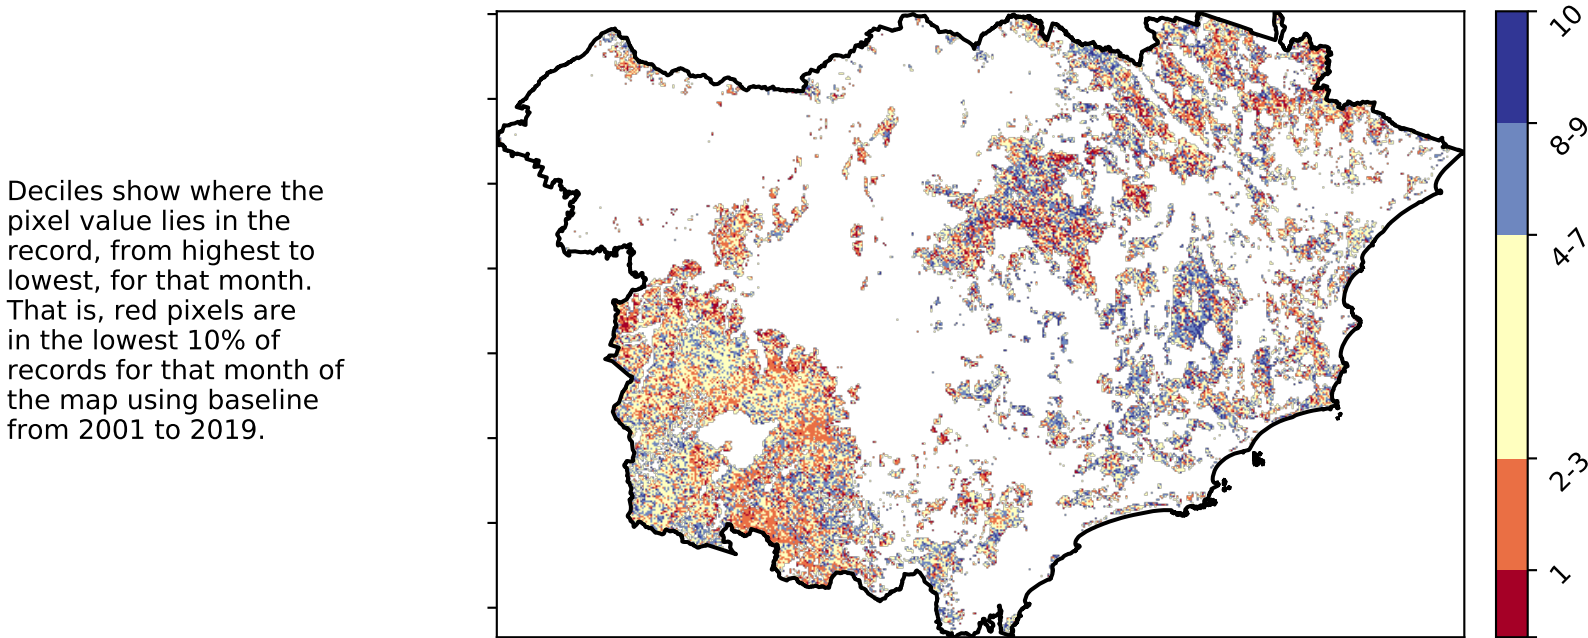 Deciles show where the
pixel value lies in the
record, from highest to
lowest, for that month.
That is, red pixels are
in the lowest 10% of
records for that month of
the map using baseline
from 2001 to 2019.
10
8-9
4-7
2-3
1